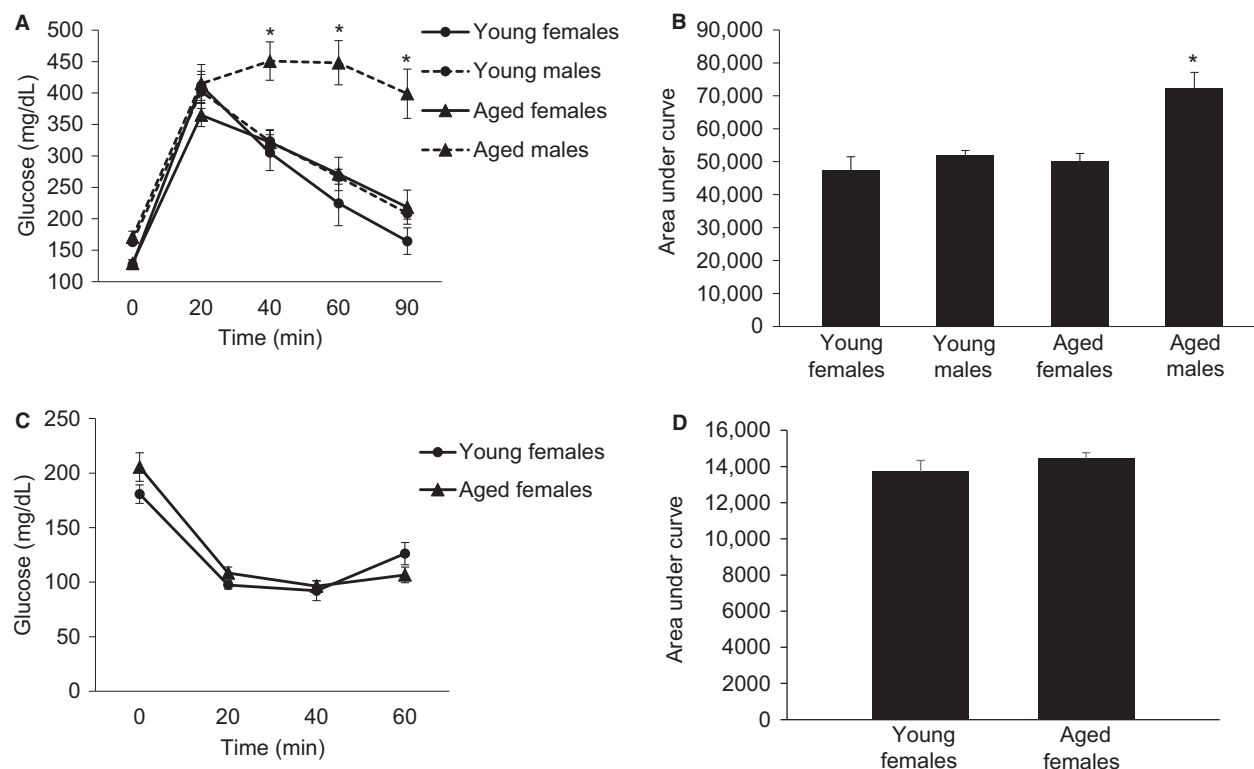 A
Glucose (mg/dL)
500
450
400
350
300
250
200
150
100
* * *
0 20 40 60 90
Time (min)
Young females
Young males
Aged females
Aged males
B
Area under curve
90,000
80,000
70,000
60,000
50,000
40,000
30,000
20,000
10,000
0
*
Young
females
Young
males
Aged
females
Aged
males
C
Glucose (mg/dL)
250
200
150
100
50
0
0 20 40 60
Time (min)
Young females
Aged females
D
Area under curve
16,000
14,000
12,000
10,000
8000
6000
4000
2000
0
Young
females
Aged
females